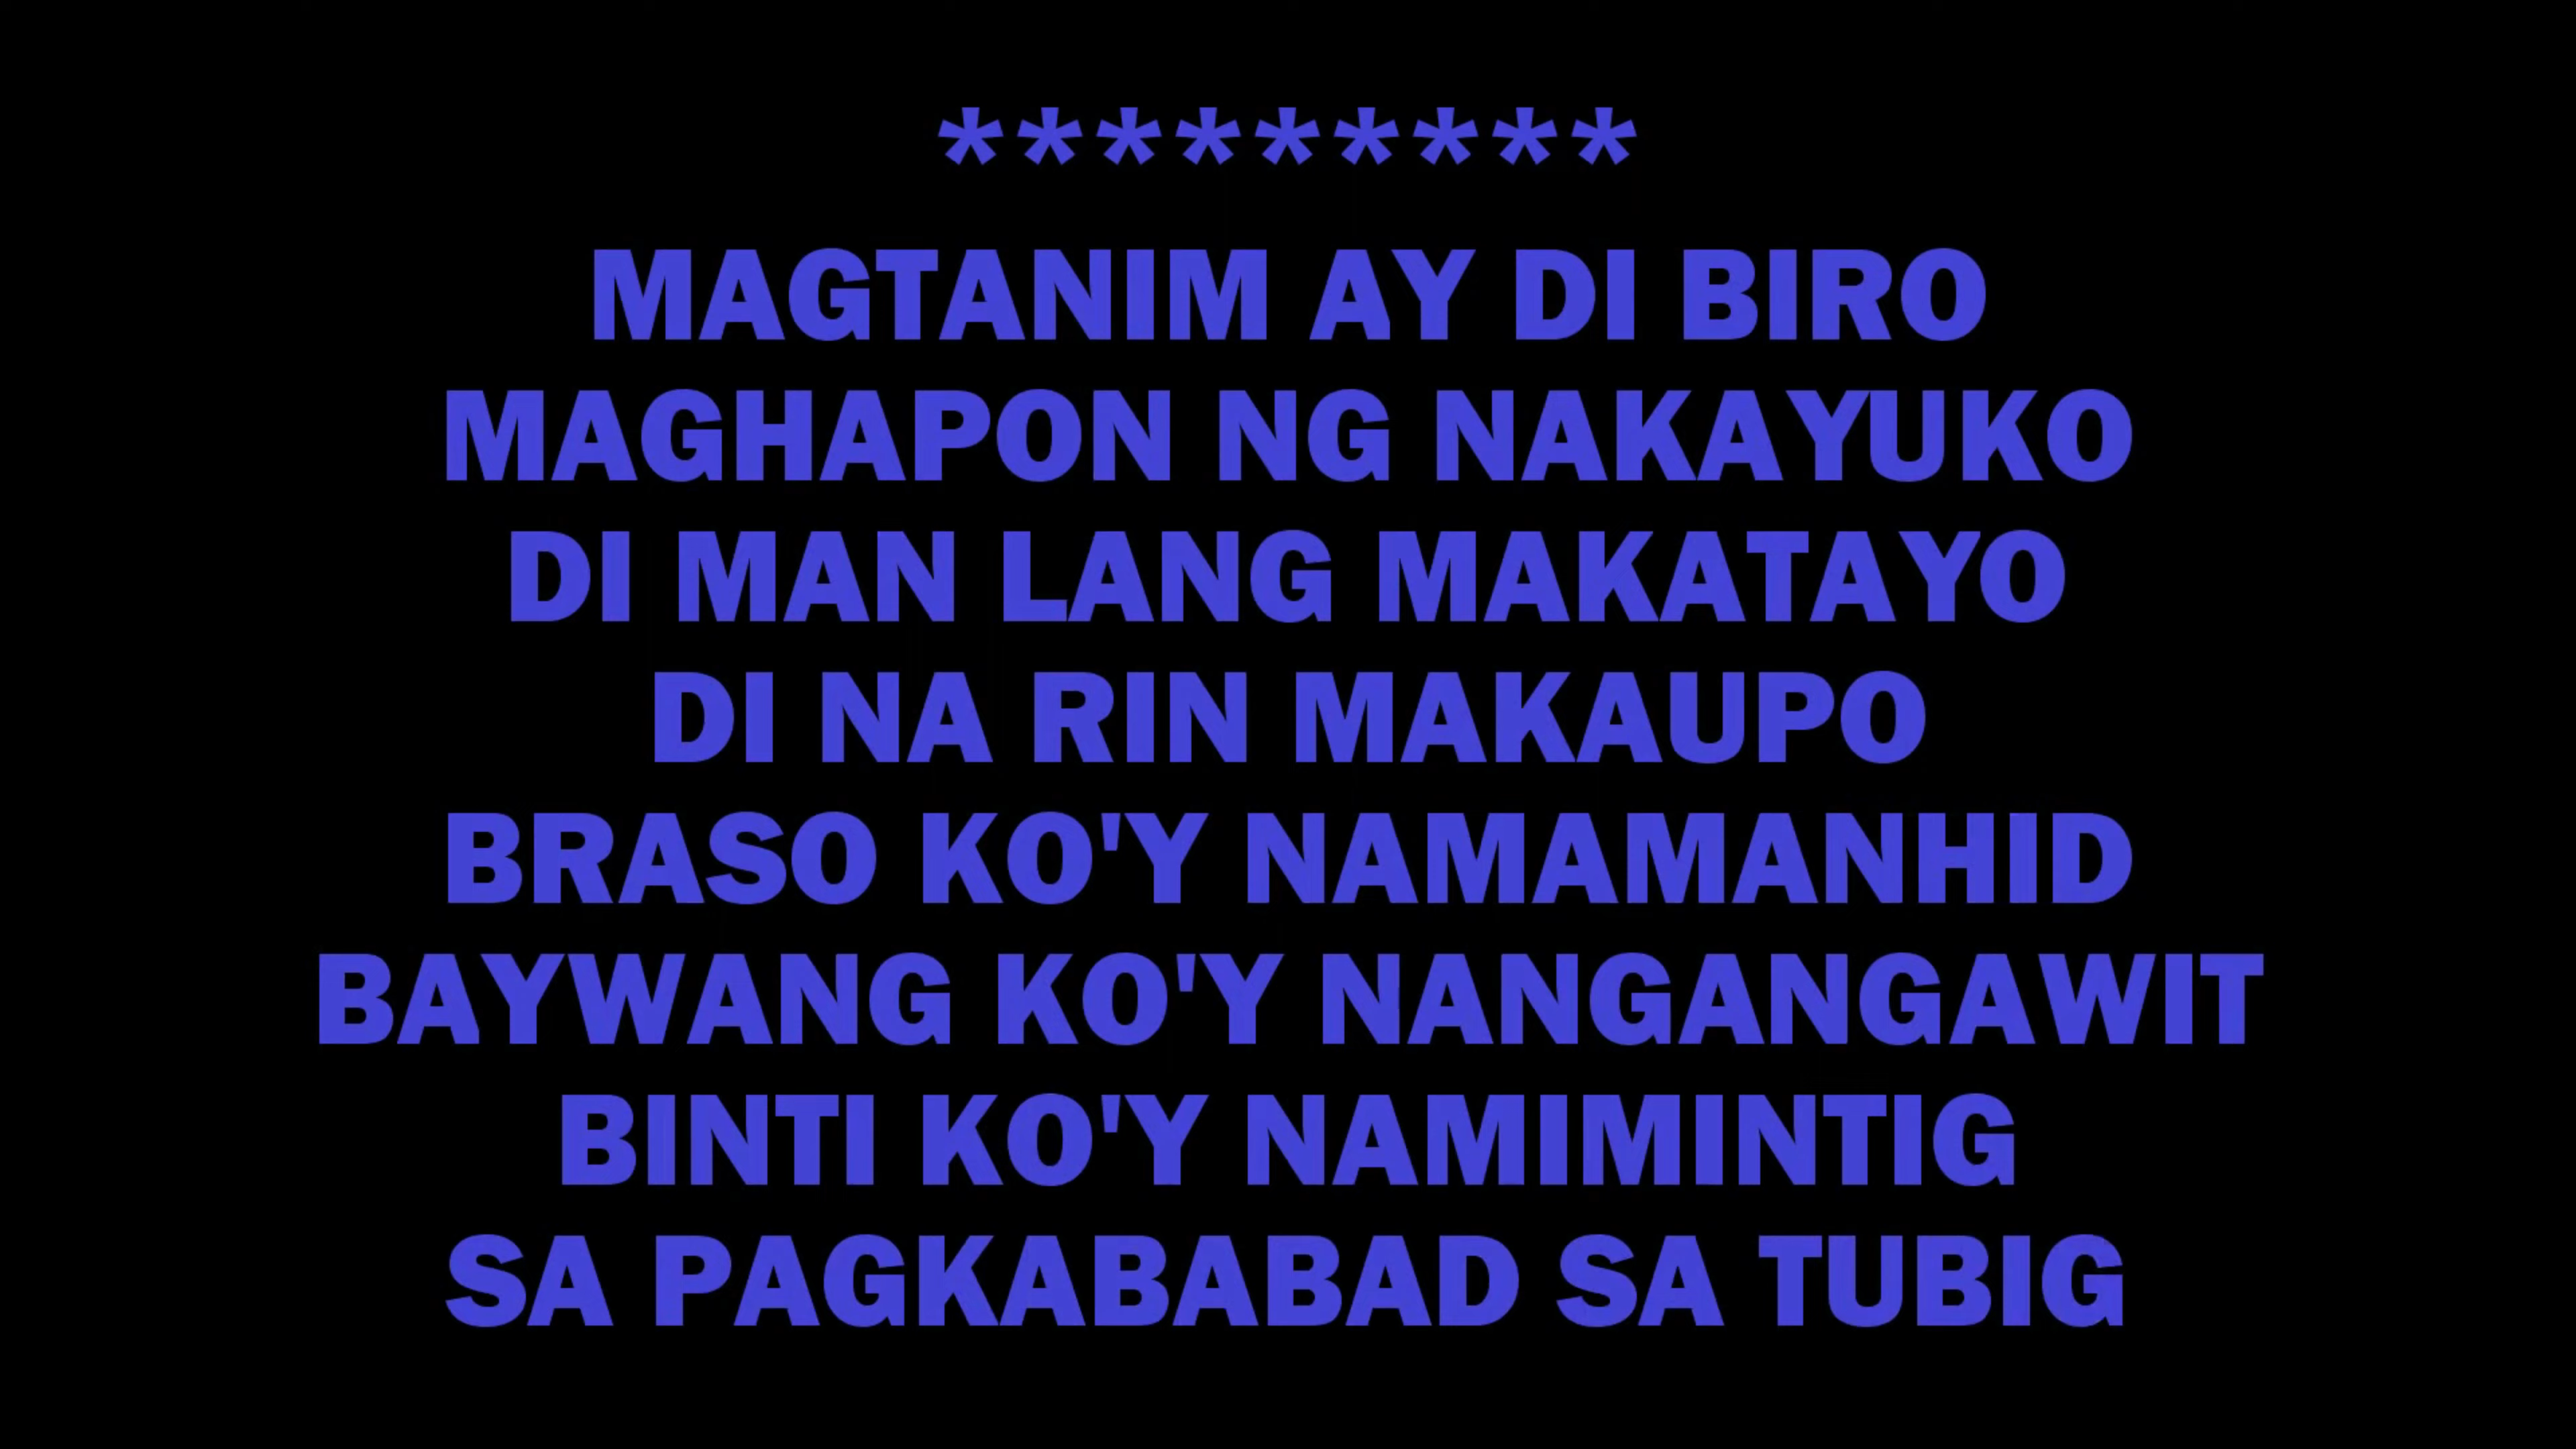 *********
MAGTANIM AY DI BIRO
MAGHAPON NG NAKAYUKO
DI MAN LANG MAKATAYO
DI NA RIN MAKAUPO
BRASO KO'Y NAMAMANHID
BAYWANG KO'Y NANGANGAWIT
BINTI KO'Y NAMIMINTIG
SA PAGKABABAD SA TUBIG